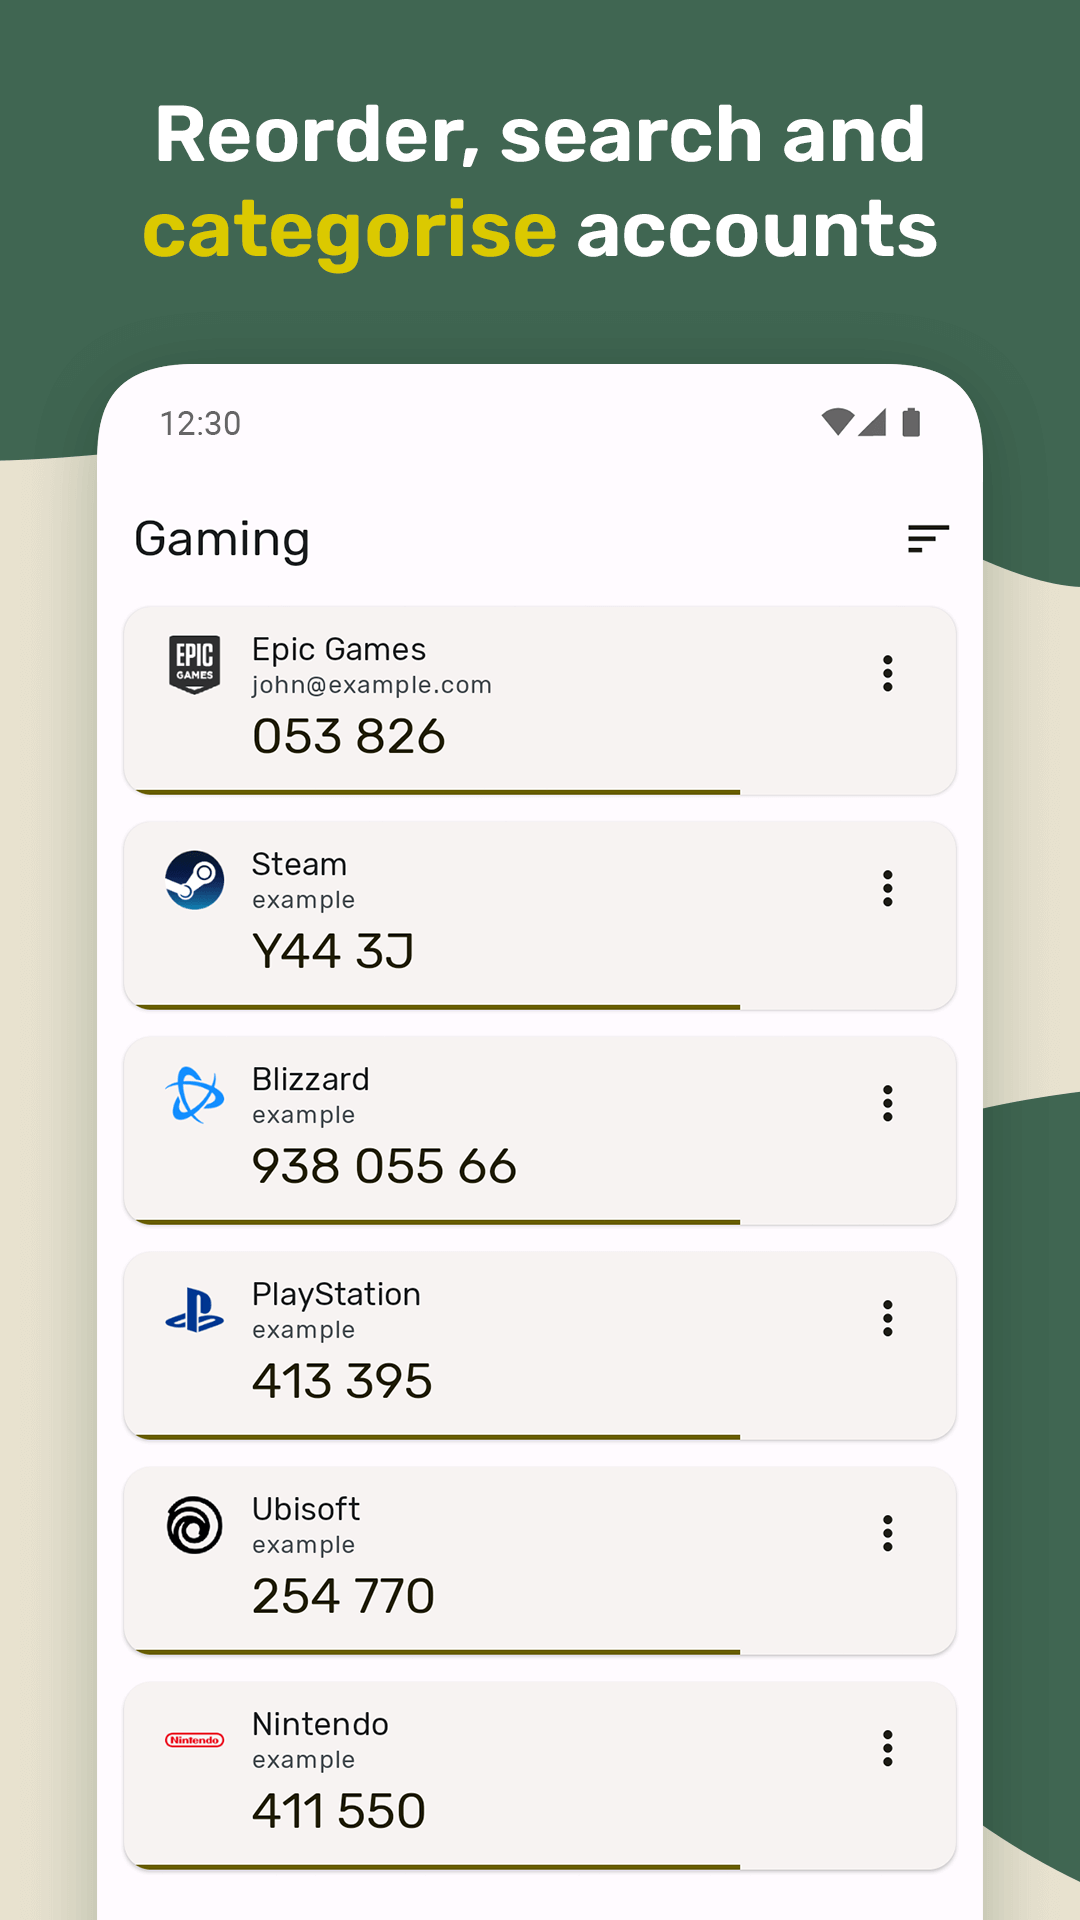 Reorder, search and
categorise accounts
12:30
Gaming
EPIC
GAMES
Epic Games
john@example.com
053 826
Steam
example
Y44 3J
Blizzard
example
938 055 66
PlayStation
example
413 395
Ubisoft
example
254 770
Nintendo
Nintendo
example
411 550